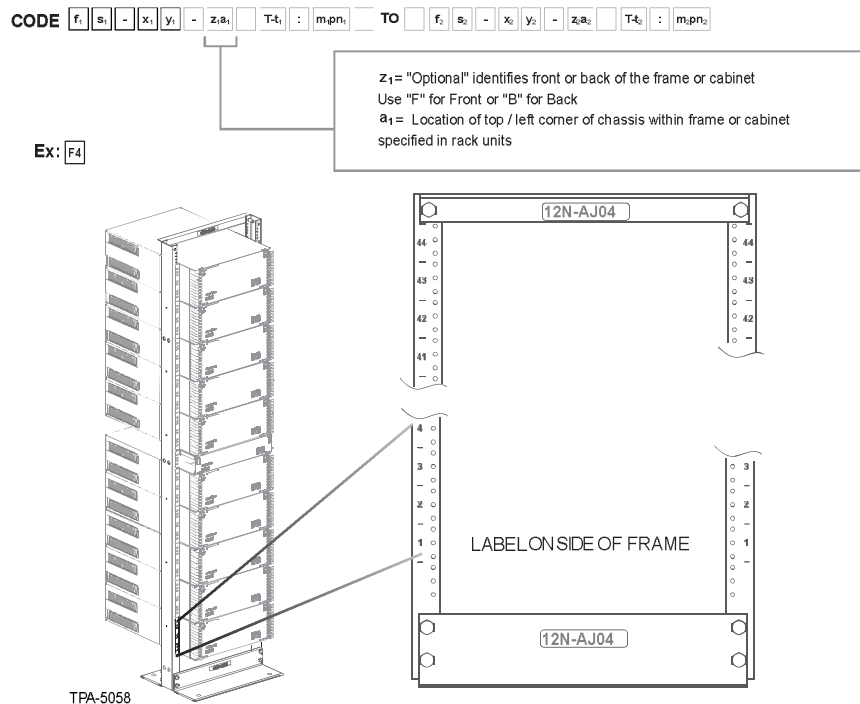 CODE f₁ s₁ - x₁ y₁ - z₁a₁ T-t₁ : m₁pn₁ TO f₂ s₂ - x₂ y₂ - z₂a₂ T-t₂ : m₂pn₂
z₁= "Optional" identifies front or back of the frame or cabinet
Use "F" for Front or "B" for Back
a₁= Location of top / left corner of chassis within frame or cabinet
specified in rack units
Ex: F4
12N-AJ04
44 44
43 43
42 42
41
4
3 3
2 2
1 1
LABEL ON SIDE OF FRAME
12N-AJ04
TPA-5058